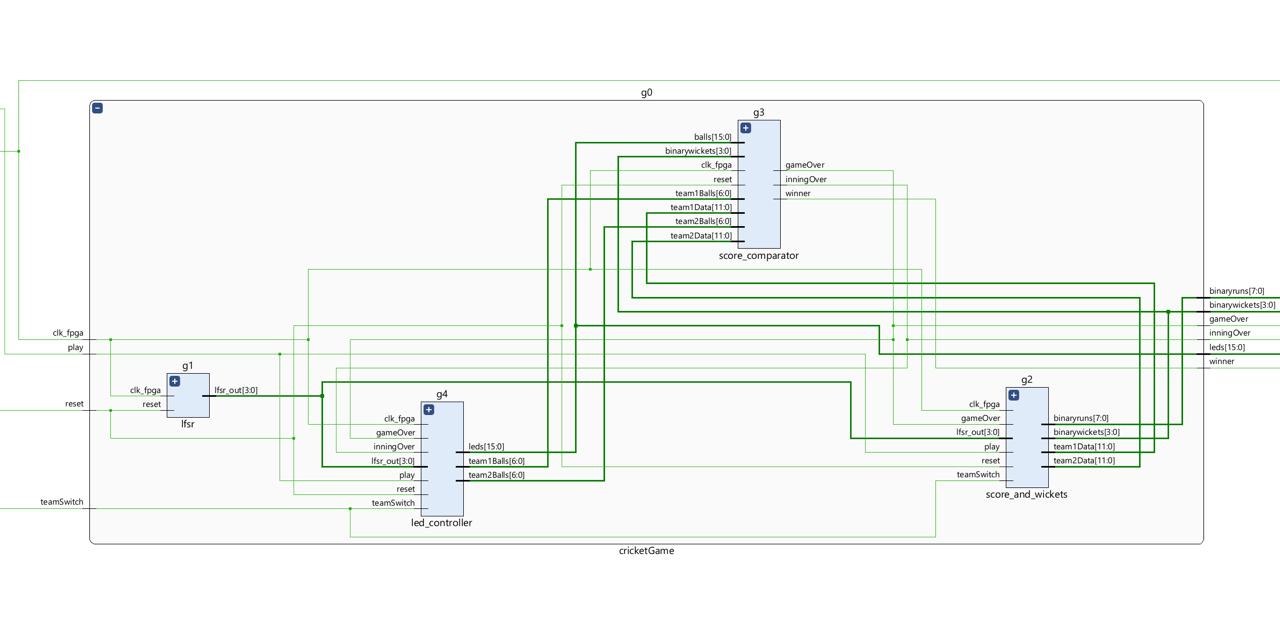 g0
g3
balls[15:0]
binarywickets[3:0]
clk_fpga
reset
team1Balls[6:0]
team1Data[11:0]
team2Balls[6:0]
team2Data[11:0]
gameOver
inningOver
winner
score_comparator
clk_fpga
play
reset
teamSwitch
g1
clk_fpga
reset
lfsr_out[3:0]
lfsr
g4
clk_fpga
gameOver
inningOver
lfsr_out[3:0]
play
reset
teamSwitch
leds[15:0]
team1Balls[6:0]
team2Balls[6:0]
led_controller
g2
clk_fpga
gameOver
lfsr_out[3:0]
play
reset
teamSwitch
binaryruns[7:0]
binarywickets[3:0]
team1Data[11:0]
team2Data[11:0]
score_and_wickets
binaryruns[7:0]
binarywickets[3:0]
gameOver
inningOver
leds[15:0]
winner
cricketGame